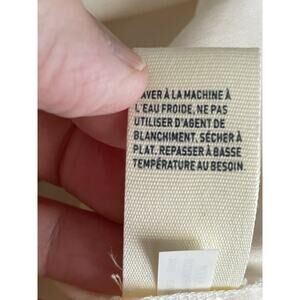 LAVER À LA MACHINE À
L'EAU FROIDE, NE PAS
UTILISER D'AGENT DE
BLANCHIMENT, SÉCHER À
PLAT, REPASSER À BASSE
TEMPÉRATURE AU BESOIN.